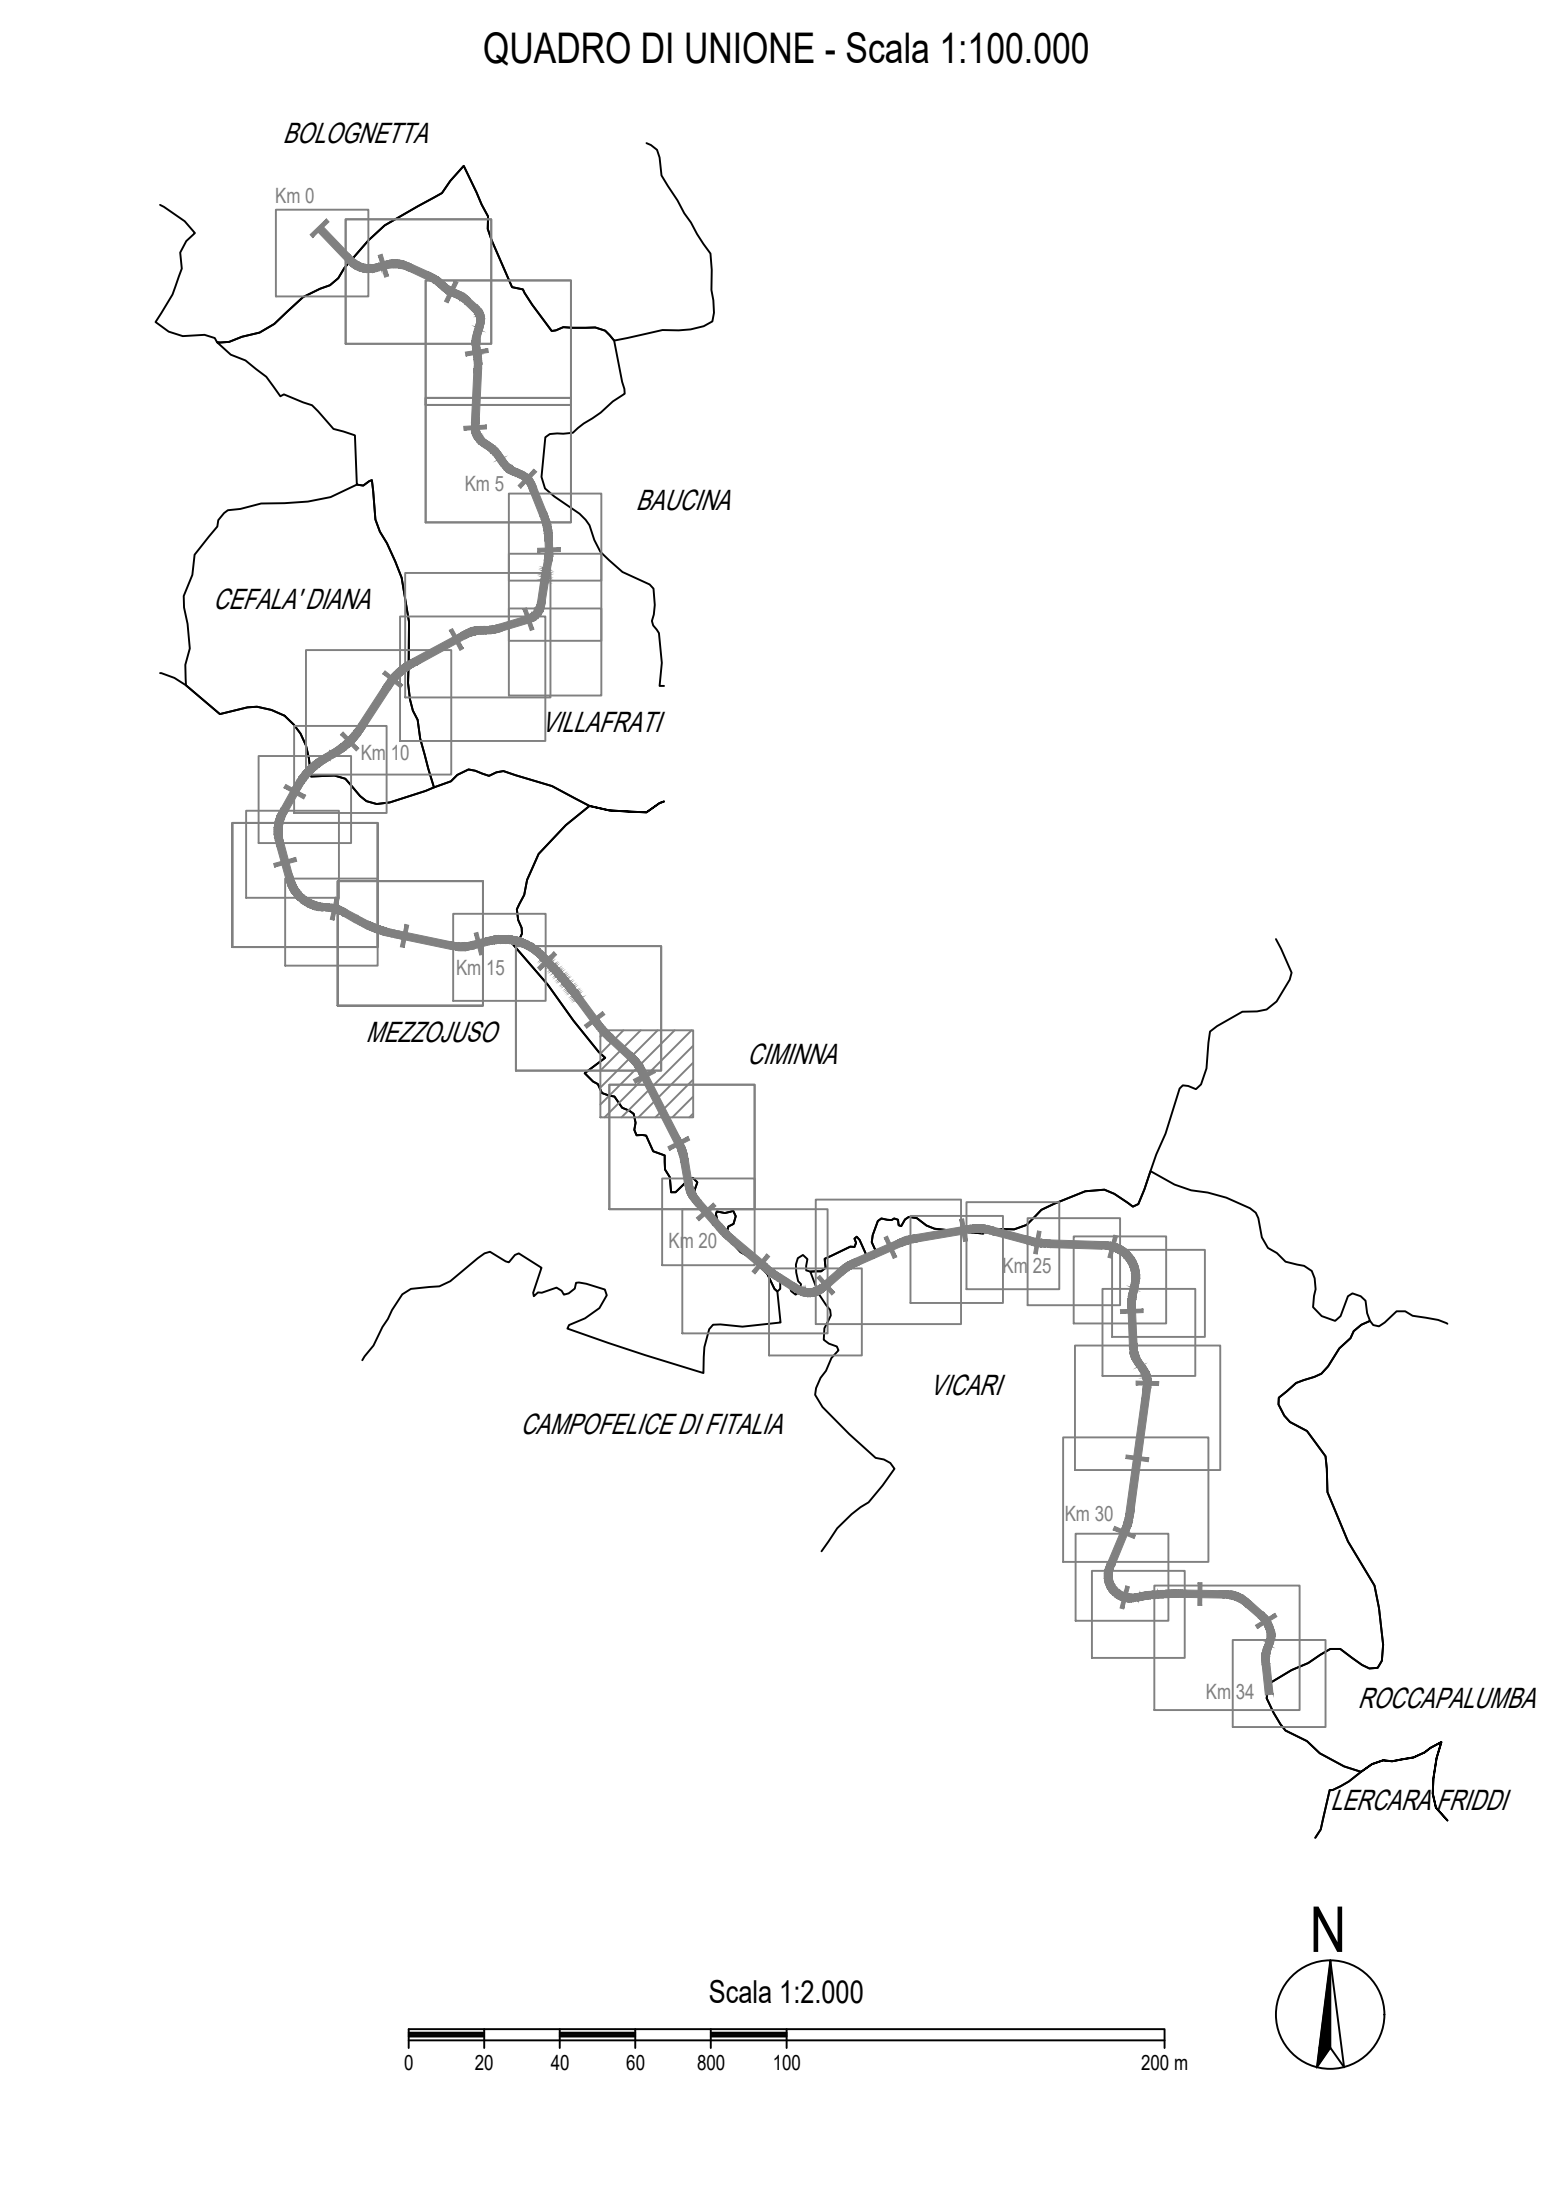 QUADRO DI UNIONE - Scala 1:100.000
BOLOGNETTA
Km 0
Km 5
BAUCINA
CEFALA' DIANA
VILLAFRATI
Km 10
Km 15
MEZZOJUSO
CIMINNA
Km 20
Km 25
VICARI
CAMPOFELICE DI FITALIA
Km 30
Km 34
ROCCAPALUMBA
LERCARA FRIDDI
N
Scala 1:2.000
0 20 40 60 800 100 200 m